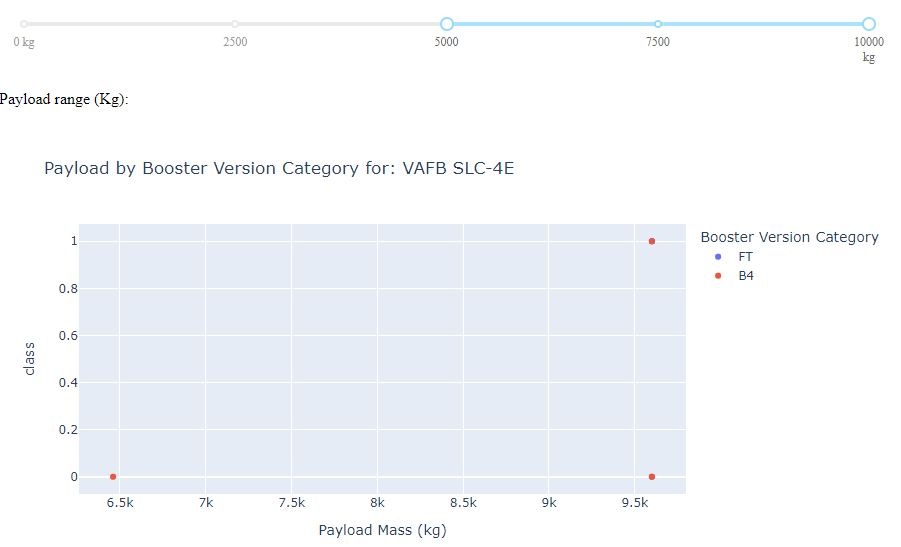 0 kg 2500 5000 7500 10000 kg
Payload range (Kg):
Payload by Booster Version Category for: VAFB SLC-4E
Booster Version Category
FT
B4
1
0.8
0.6
0.4
0.2
0
class
6.5k 7k 7.5k 8k 8.5k 9k 9.5k
Payload Mass (kg)